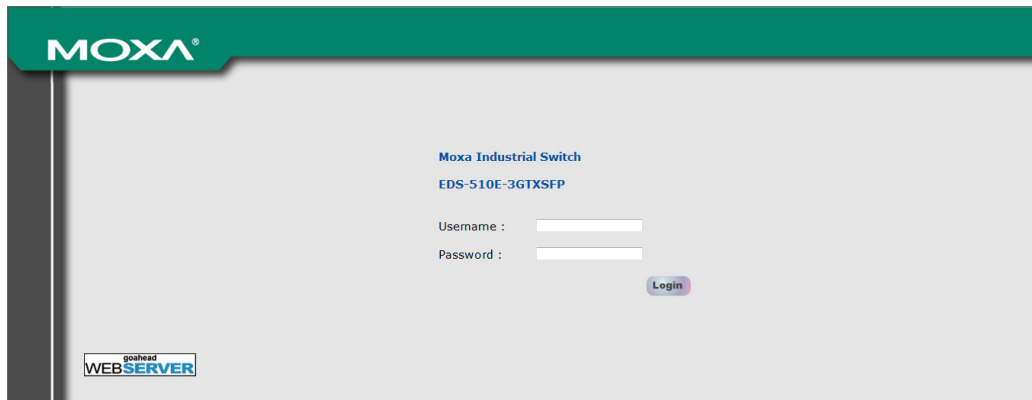 MOXA®
Moxa Industrial Switch
EDS-510E-3GTXSFP
Username :
Password :
Login
goahead
WEBSERVER